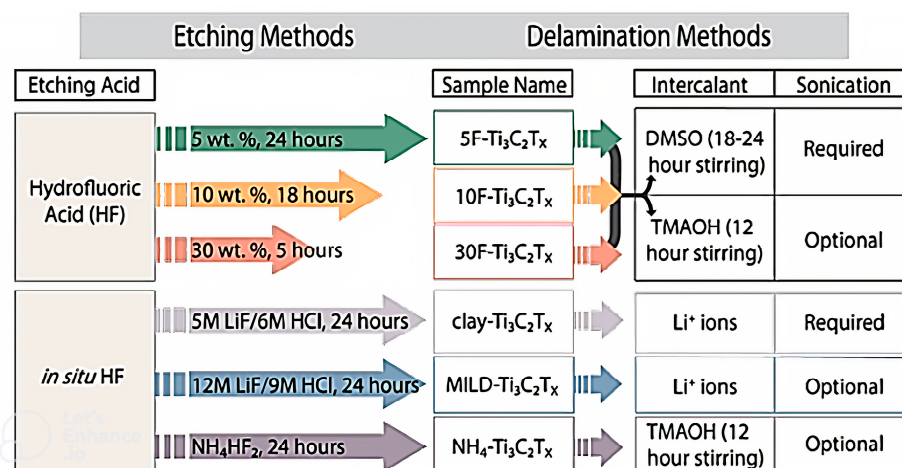 Etching Methods Delamination Methods
Etching Acid Sample Name Intercalant Sonication
Hydrofluoric
Acid (HF)
5 wt. %, 24 hours
10 wt. %, 18 hours
30 wt. %, 5 hours
5F-Ti₃C₂Tₓ
10F-Ti₃C₂Tₓ
30F-Ti₃C₂Tₓ
DMSO (18-24
hour stirring)
Required
TMAOH (12
hour stirring)
Optional
in situ HF
5M LiF/6M HCl, 24 hours clay-Ti₃C₂Tₓ Li⁺ ions Required
12M LiF/9M HCl, 24 hours MILD-Ti₃C₂Tₓ Li⁺ ions Optional
NH₄HF₂, 24 hours NH₄-Ti₃C₂Tₓ
TMAOH (12
hour stirring)
Optional
Let's
Enhance
.io